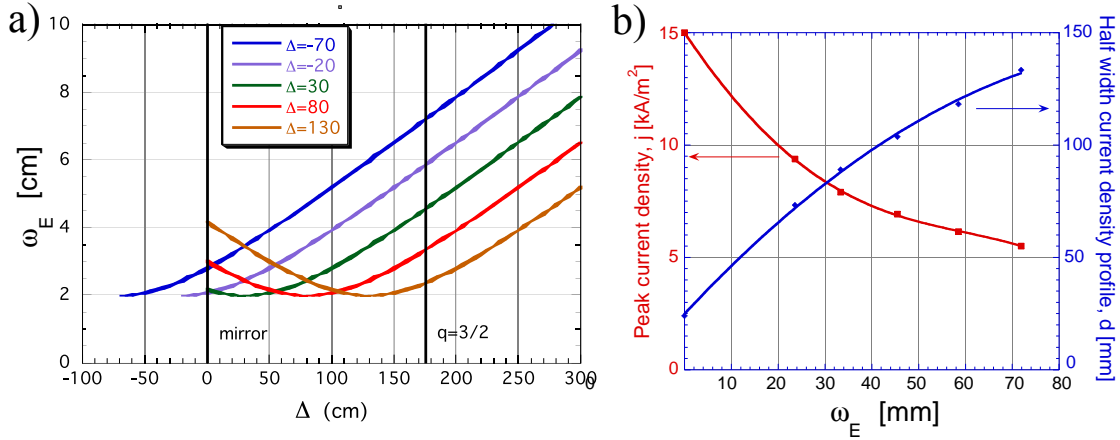 a)
10
8
6
4
2
0
ω_E [cm]
Δ=-70
Δ=-20
Δ=30
Δ=80
Δ=130
mirror
q=3/2
-100 -50 0 50 100 150 200 250 300
0
Δ (cm)
b)
15
10
5
0
Peak current density, j [kA/m²]
150
100
50
0
Half width current density profile, d [mm]
10 20 30 40 50 60 70 80
ω_E [mm]